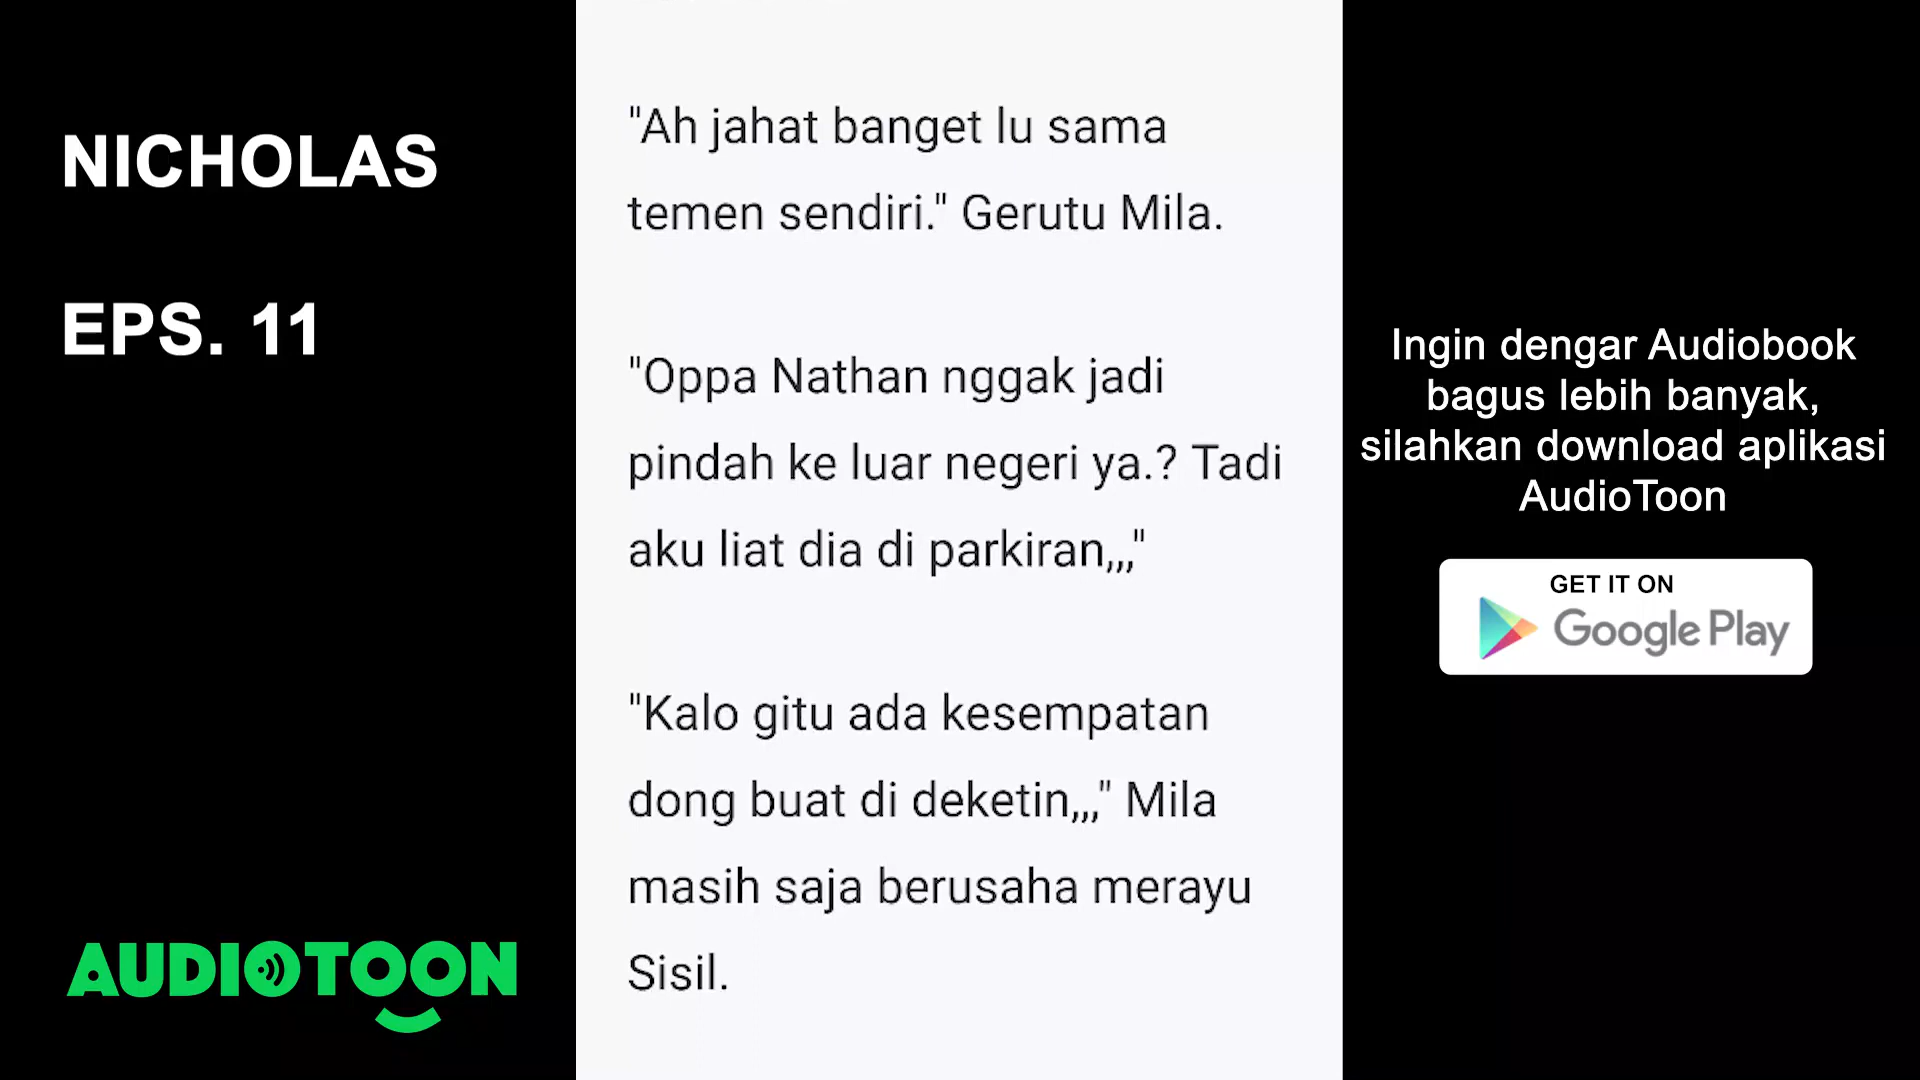 NICHOLAS
EPS. 11
"Ah jahat banget lu sama
temen sendiri." Gerutu Mila.
"Oppa Nathan nggak jadi
pindah ke luar negeri ya.? Tadi
aku liat dia di parkiran,,,"
"Kalo gitu ada kesempatan
dong buat di deketin,,," Mila
masih saja berusaha merayu
Sisil.
Ingin dengar Audiobook
bagus lebih banyak,
silahkan download aplikasi
AudioToon
GET IT ON
Google Play
AUDIOTOON